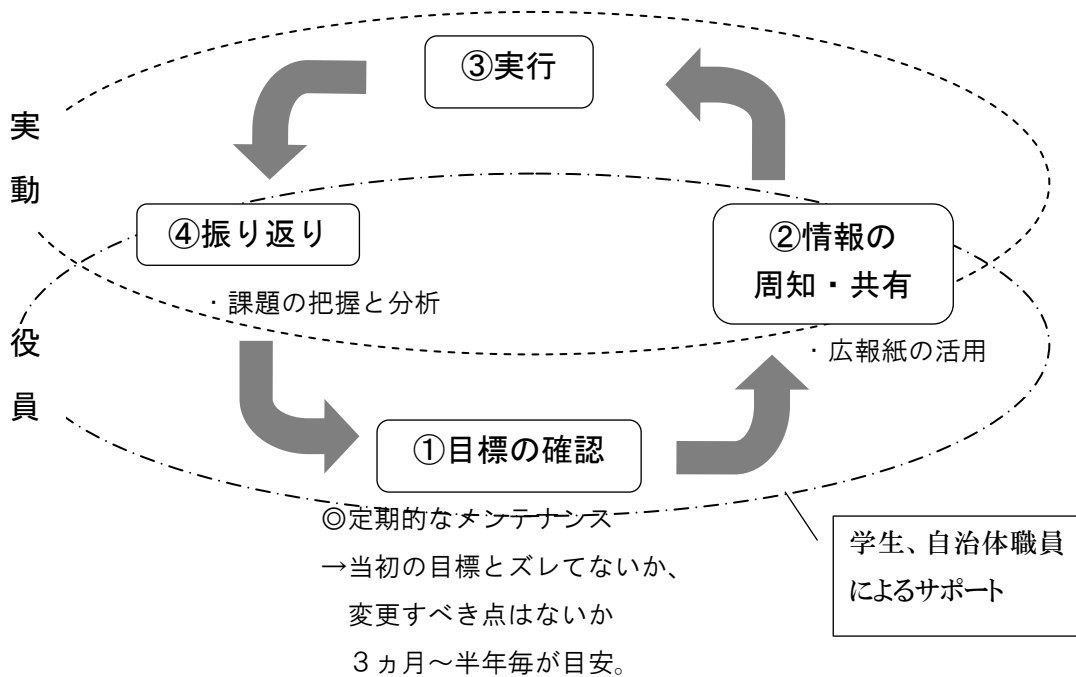 ③実行
実動
④振り返り
・課題の把握と分析
②情報の
周知・共有
・広報紙の活用
役員
①目標の確認
◎定期的なメンテナンス
→当初の目標とズレてないか、
変更すべき点はないか
３ヵ月～半年毎が目安。
学生、自治体職員
によるサポート